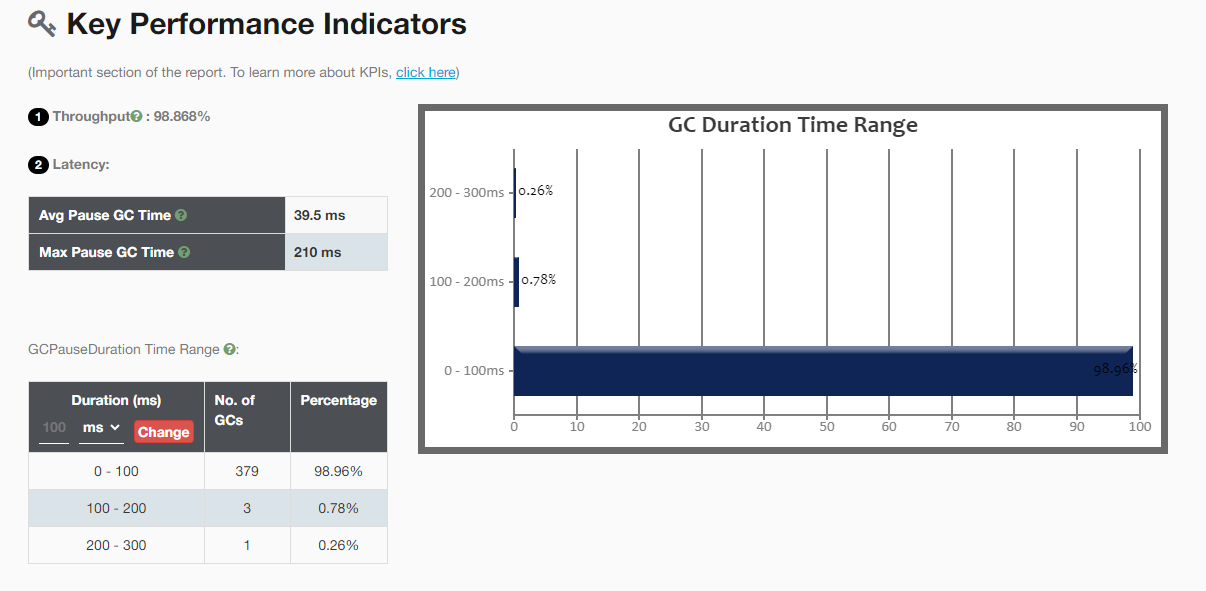 Key Performance Indicators
(Important section of the report. To learn more about KPIs, click here)
1 Throughput? : 98.868%
2 Latency:
Avg Pause GC Time ? 39.5 ms
Max Pause GC Time ? 210 ms
GCPauseDuration Time Range ?:
Duration (ms) No. of GCs Percentage
100 ms Change
0 - 100 379 98.96%
100 - 200 3 0.78%
200 - 300 1 0.26%
GC Duration Time Range
200 - 300ms 0.26%
100 - 200ms 0.78%
0 - 100ms 98.96%
0 10 20 30 40 50 60 70 80 90 100